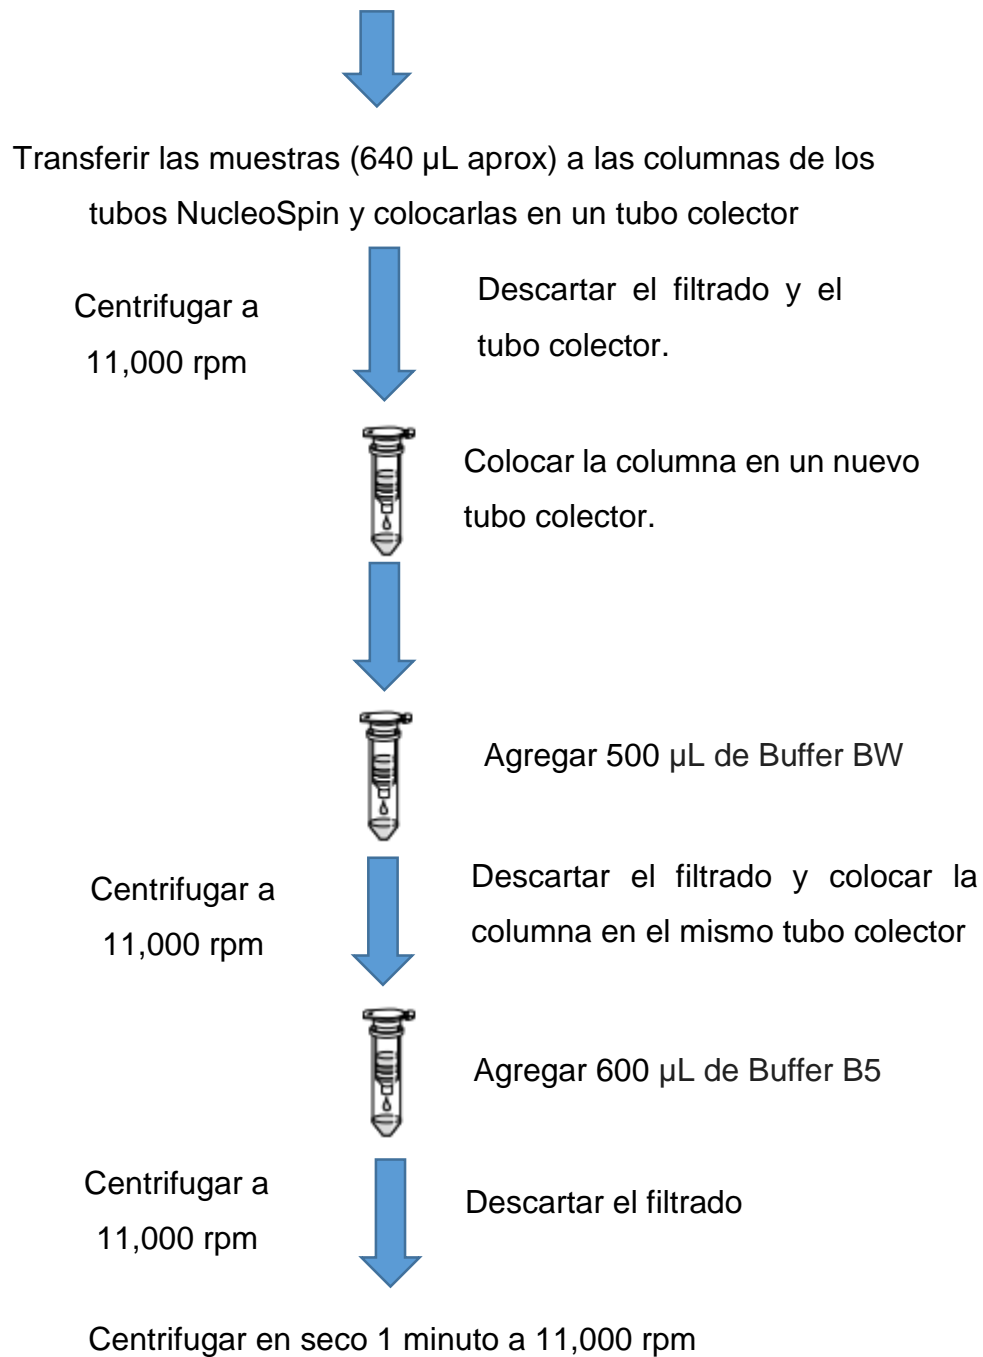 Transferir las muestras (640 µL aprox) a las columnas de los
tubos NucleoSpin y colocarlas en un tubo colector
Centrifugar a
11,000 rpm
Descartar el filtrado y el
tubo colector.
Colocar la columna en un nuevo
tubo colector.
Agregar 500 µL de Buffer BW
Centrifugar a
11,000 rpm
Descartar el filtrado y colocar la
columna en el mismo tubo colector
Agregar 600 µL de Buffer B5
Centrifugar a
11,000 rpm
Descartar el filtrado
Centrifugar en seco 1 minuto a 11,000 rpm